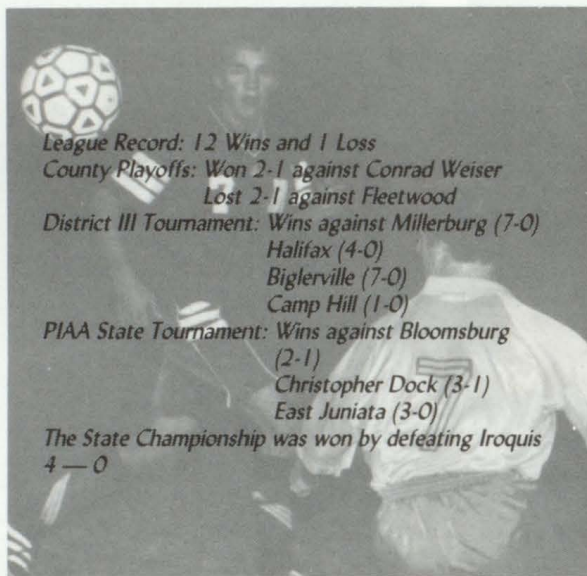 League Record: 12 Wins and 1 Loss
County Playoffs: Won 2-1 against Conrad Weiser
Lost 2-1 against Fleetwood
District III Tournament: Wins against Millerburg (7-0)
Halifax (4-0)
Biglerville (7-0)
Camp Hill (1-0)
PIAA State Tournament: Wins against Bloomsburg
(2-1)
Christopher Dock (3-1)
East Juniata (3-0)
The State Championship was won by defeating Iroquis
4 — 0
7